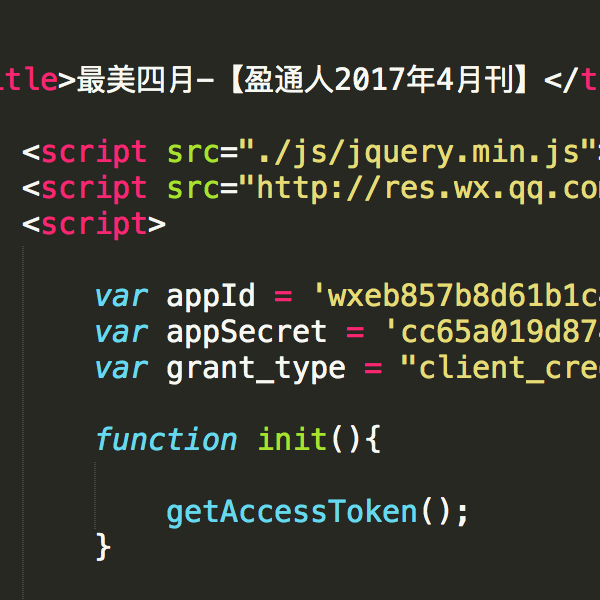 itle>最美四月-【盈通人2017年4月刊】</t
<script src="./js/jquery.min.js">
<script src="http://res.wx.qq.co
<script>
var appId = 'wxeb857b8d61b1c
var appSecret = 'cc65a019d87
var grant_type = "client_cre
function init(){
getAccessToken();
}